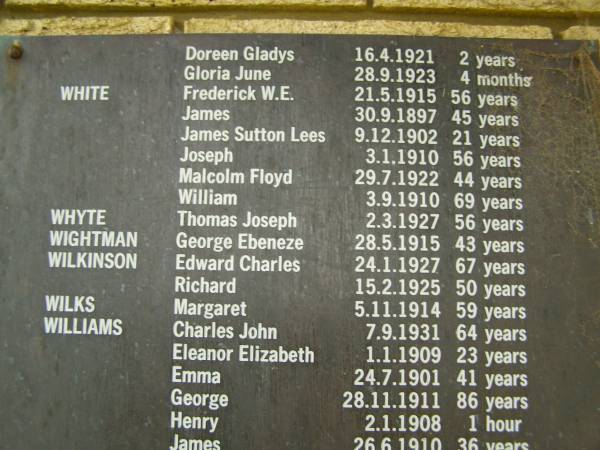 Doreen Gladys 16.4.1921 2 years
Gloria June 28.9.1923 4 months
WHITE Frederick W.E. 21.5.1915 56 years
James 30.9.1897 45 years
James Sutton Lees 9.12.1902 21 years
Joseph 3.1.1910 56 years
Malcolm Floyd 29.7.1922 44 years
William 3.9.1910 69 years
WHYTE Thomas Joseph 2.3.1927 56 years
WIGHTMAN George Ebeneze 28.5.1915 43 years
WILKINSON Edward Charles 24.1.1927 67 years
Richard 15.2.1925 50 years
WILKS Margaret 5.11.1914 59 years
WILLIAMS Charles John 7.9.1931 64 years
Eleanor Elizabeth 1.1.1909 23 years
Emma 24.7.1901 41 years
George 28.11.1911 86 years
Henry 2.1.1908 1 hour
James 26.6.1910 36 years